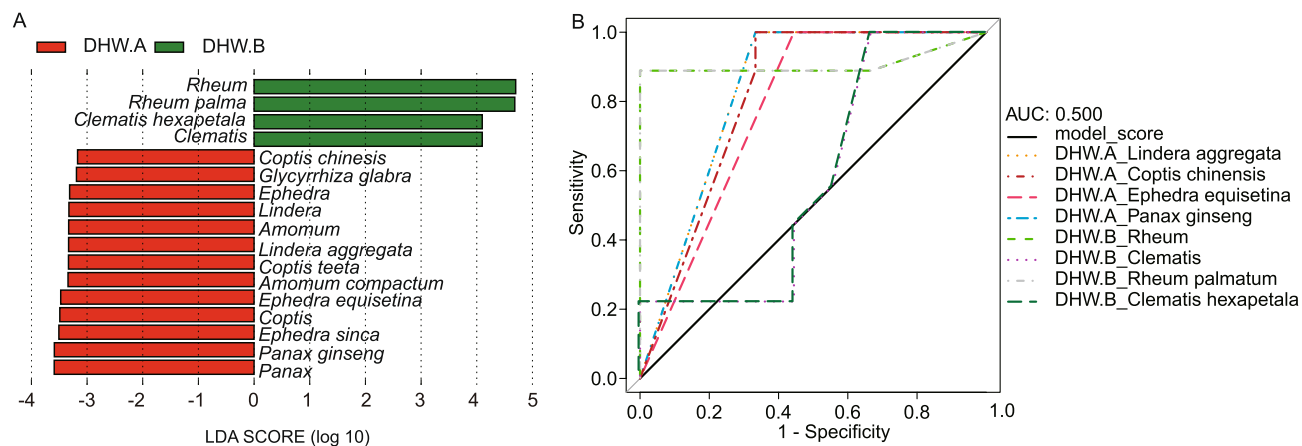 A
DHW.A DHW.B
Rheum
Rheum palma
Clematis hexapetala
Clematis
Coptis chinesis
Glycyrrhiza glabra
Ephedra
Lindera
Amomum
Lindera aggregata
Coptis teeta
Amomum compactum
Ephedra equisetina
Coptis
Ephedra sinca
Panax ginseng
Panax
-4 -3 -2 -1 0 1 2 3 4 5
LDA SCORE (log 10)
B
Sensitivity
1.0
0.8
0.6
0.4
0.2
0.0
0.0 0.2 0.4 0.6 0.8 1.0
1 - Specificity
AUC: 0.500
model_score
DHW.A_Lindera aggregata
DHW.A_Coptis chinensis
DHW.A_Ephedra equisetina
DHW.A_Panax ginseng
DHW.B_Rheum
DHW.B_Clematis
DHW.B_Rheum palmatum
DHW.B_Clematis hexapetala